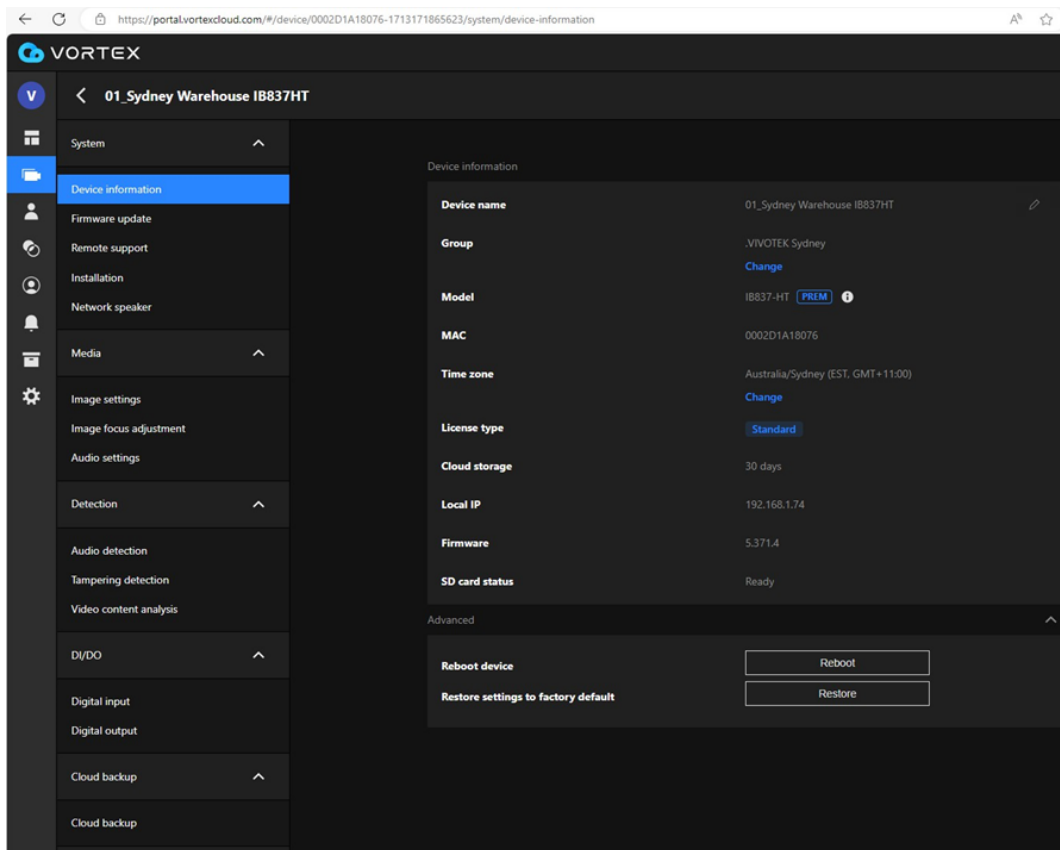 https://portal.vortexcloud.com/#/device/0002D1A18076-1713171865623/system/device-information
VORTEX
V
01_Sydney Warehouse IB837HT
System
Device information
Firmware update
Remote support
Installation
Network speaker
Media
Image settings
Image focus adjustment
Audio settings
Detection
Audio detection
Tampering detection
Video content analysis
DI/DO
Digital input
Digital output
Cloud backup
Cloud backup
Device information
Device name 01_Sydney Warehouse IB837HT
Group .VIVOTEK Sydney
Change
Model IB837-HT PREM
MAC 0002D1A18076
Time zone Australia/Sydney (EST, GMT+11:00)
Change
License type Standard
Cloud storage 30 days
Local IP 192.168.1.74
Firmware 5.371.4
SD card status Ready
Advanced
Reboot device Reboot
Restore settings to factory default Restore